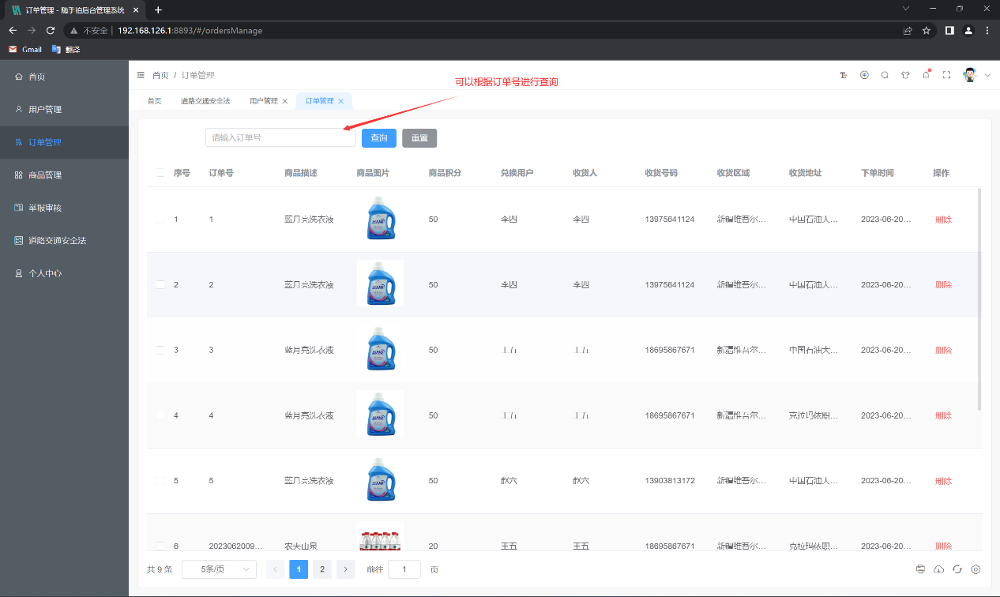 订单管理 - 随手拍后台管理系统
不安全 192.168.126.1:8893/#/ordersManage
Gmail 翻译
首页
用户管理
订单管理
商品管理
举报审核
道路交通安全法
个人中心
首页 / 订单管理
可以根据订单号进行查询
首页 道路交通安全法 用户管理 订单管理
请输入订单号 查询 重置
序号 订单号 商品描述 商品图片 商品积分 兑换用户 收货人 收货号码 收货区域 收货地址 下单时间 操作
1 1 蓝月亮洗衣液 50 李四 李四 13975641124 新疆维吾尔... 中国石油大... 2023-06-20... 删除
2 2 蓝月亮洗衣液 50 李四 李四 13975641124 新疆维吾尔... 中国石油大... 2023-06-20... 删除
3 3 蓝月亮洗衣液 50 王五 王五 18695867671 新疆维吾尔... 中国石油大... 2023-06-20... 删除
4 4 蓝月亮洗衣液 50 王五 王五 18695867671 新疆维吾尔... 克拉玛依职... 2023-06-20... 删除
5 5 蓝月亮洗衣液 50 赵六 赵六 13903813172 新疆维吾尔... 中国石油大... 2023-06-20... 删除
6 2023062009... 农夫山泉 20 王五 王五 18695867671 新疆维吾尔... 克拉玛依职... 2023-06-20... 删除
共 9 条 5条/页 1 2 前往 1 页